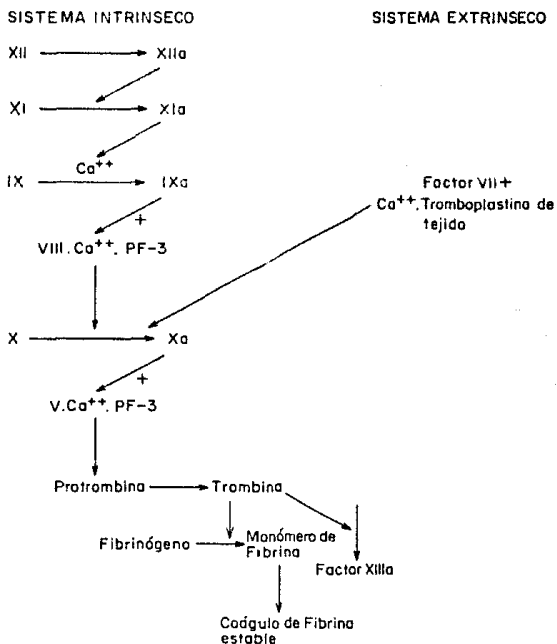 SISTEMA INTRINSECO
SISTEMA EXTRINSECO
XII
XIIa
XI
XIa
Ca++
IX
IXa
+
VIII. Ca++. PF-3
Factor VII+
Ca++. Tromboplastina de
tejido
X
Xa
+
V. Ca++. PF-3
Protrombina
Trombina
Fibrinógeno
Monómero de
Fibrina
Factor XIIIa
Coágulo de Fibrina
estable